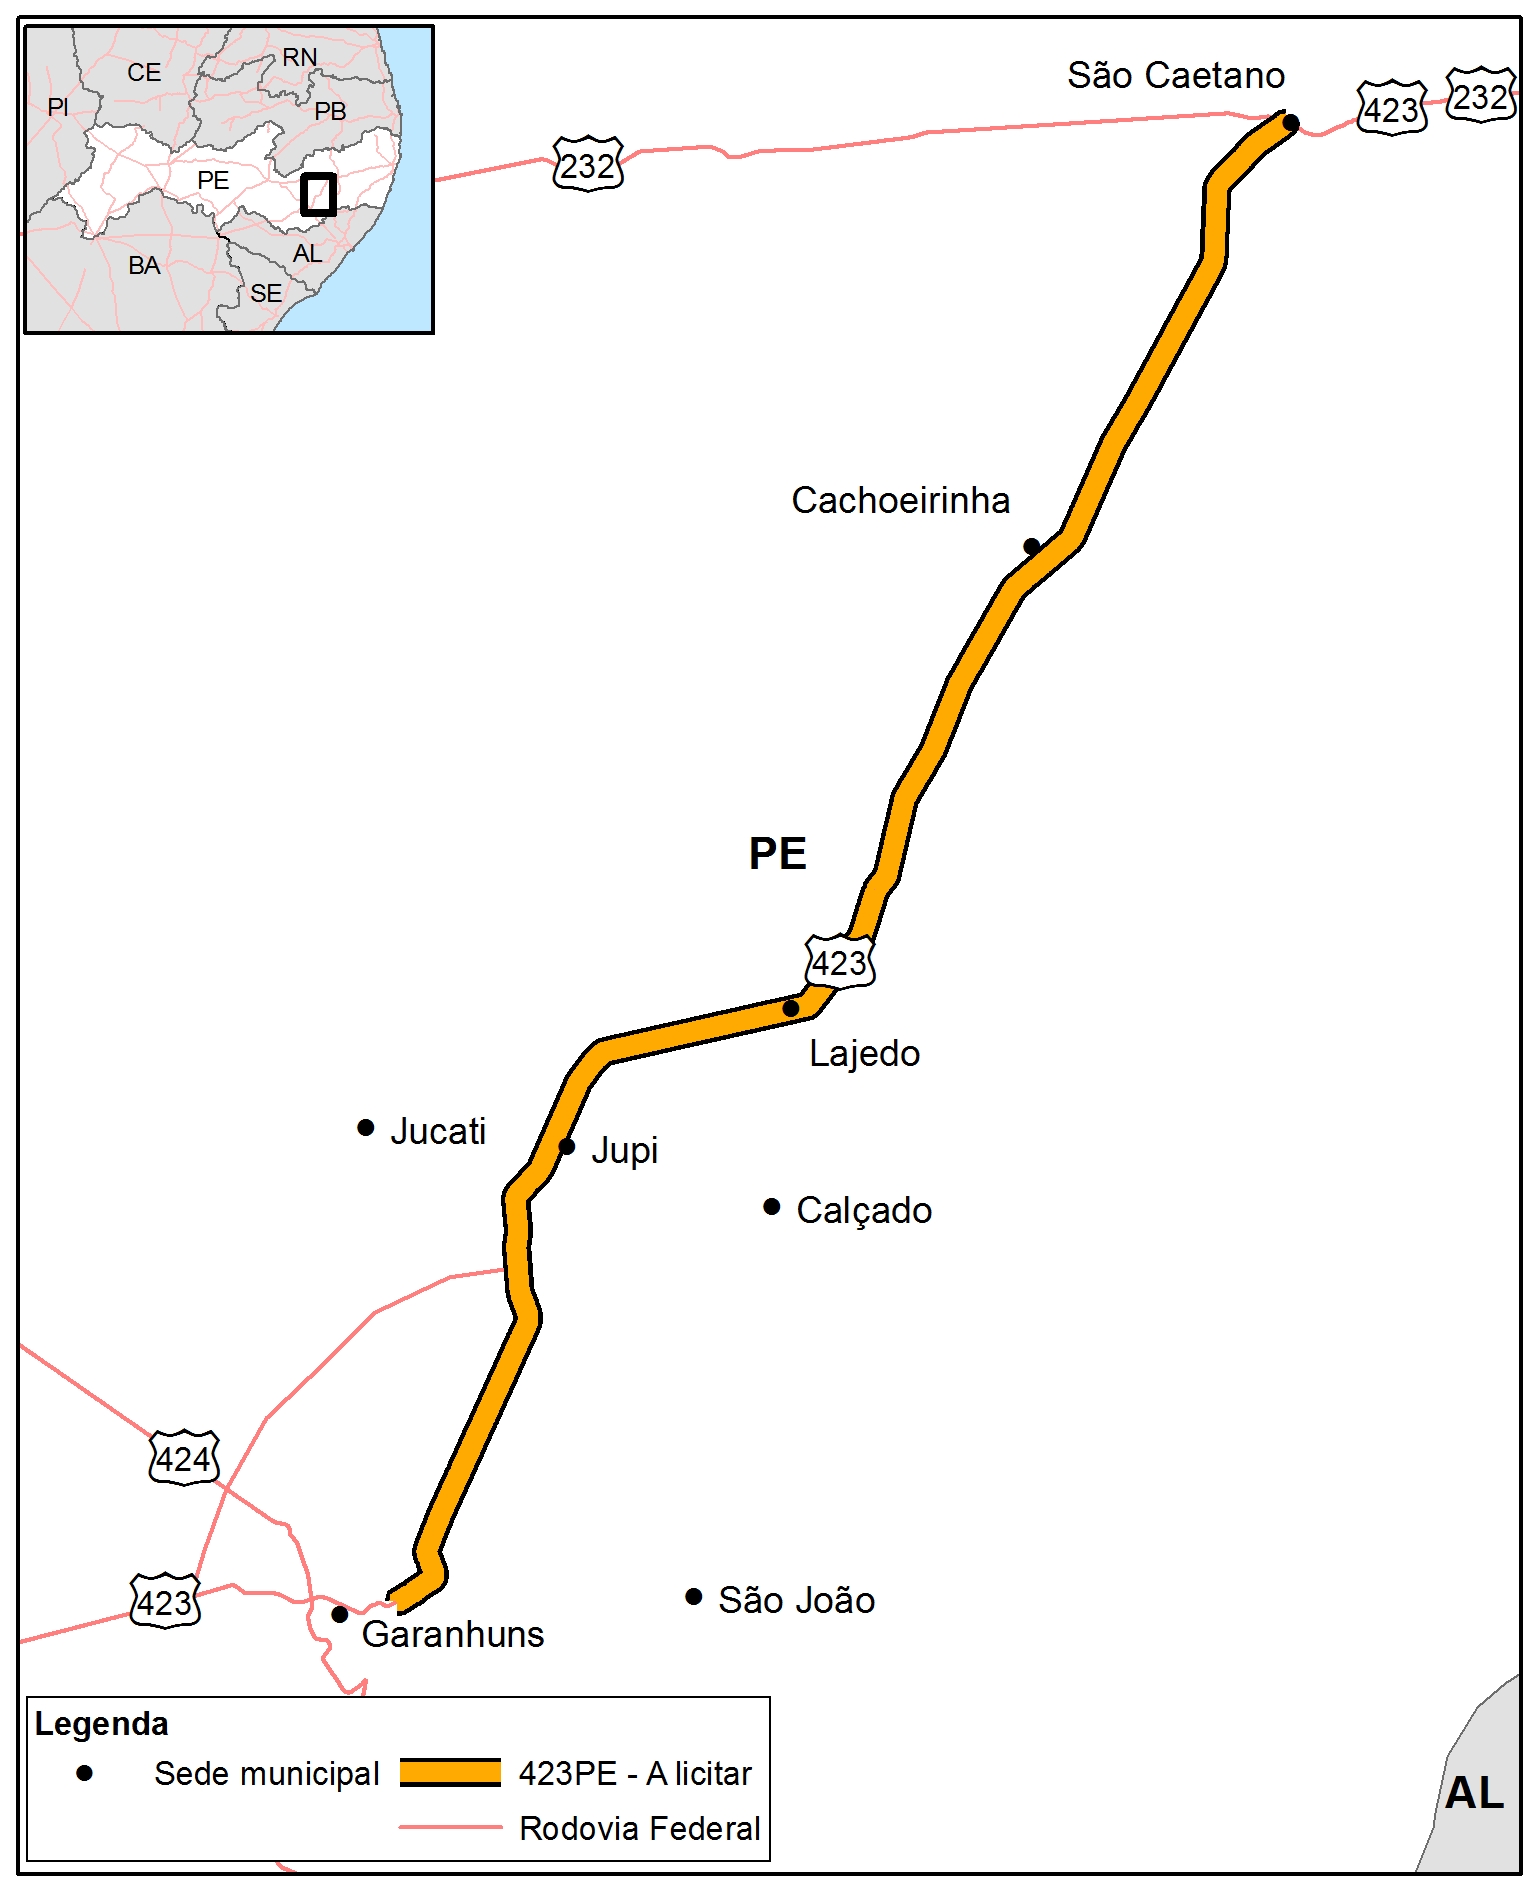 CE
RN
PI
PB
PE
BA
AL
SE
São Caetano
423
232
232
Cachoeirinha
PE
423
Lajedo
Jucati
Jupi
Calçado
424
423
São João
Garanhuns
Legenda
Sede municipal
423PE - A licitar
Rodovia Federal
AL